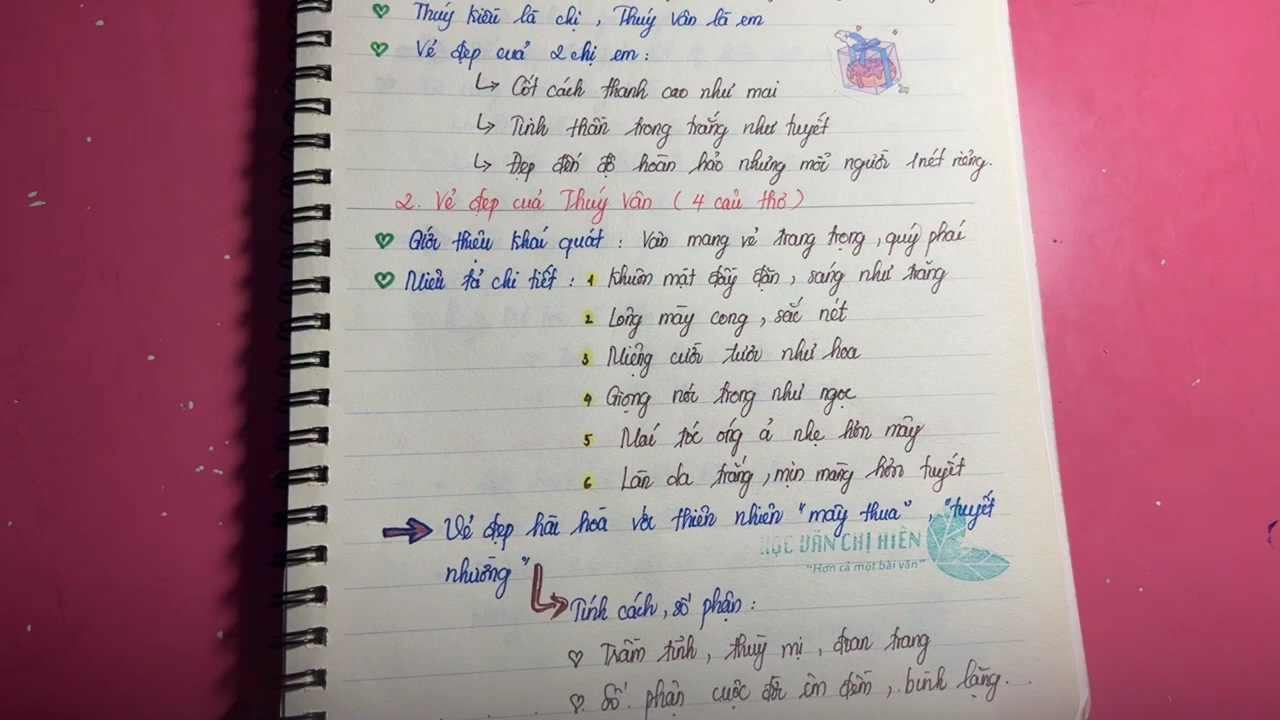 Thuý Kiều là chị, Thuý Vân là em
Vẻ đẹp của 2 chị em:
Cốt cách thanh cao như mai
Tinh thần trong trắng như tuyết
Đẹp đến độ hoàn hảo nhưng mỗi người 1 nét riêng.
2. Vẻ đẹp của Thuý Vân (4 câu thơ)
Giới thiệu khái quát: Vân mang vẻ trang trọng, quý phái
Miêu tả chi tiết: 1 Khuôn mặt đầy đặn, sáng như trăng
2 Lông mày cong, sắc nét
3 Miệng cười tươi như hoa
4 Giọng nói trong như ngọc
5 Mái tóc óng ả nhẹ hơn mây
6 Làn da trắng, mịn màng hơn tuyết
Vẻ đẹp hài hoà với thiên nhiên "mây thua", "tuyết
nhường"
HỌC VĂN CHỊ HIÊN
"Hơn cả một bài văn"
Tính cách, số phận:
Trầm tĩnh, thuỳ mị, đoan trang
Số phận cuộc đời êm đềm, bình lặng.